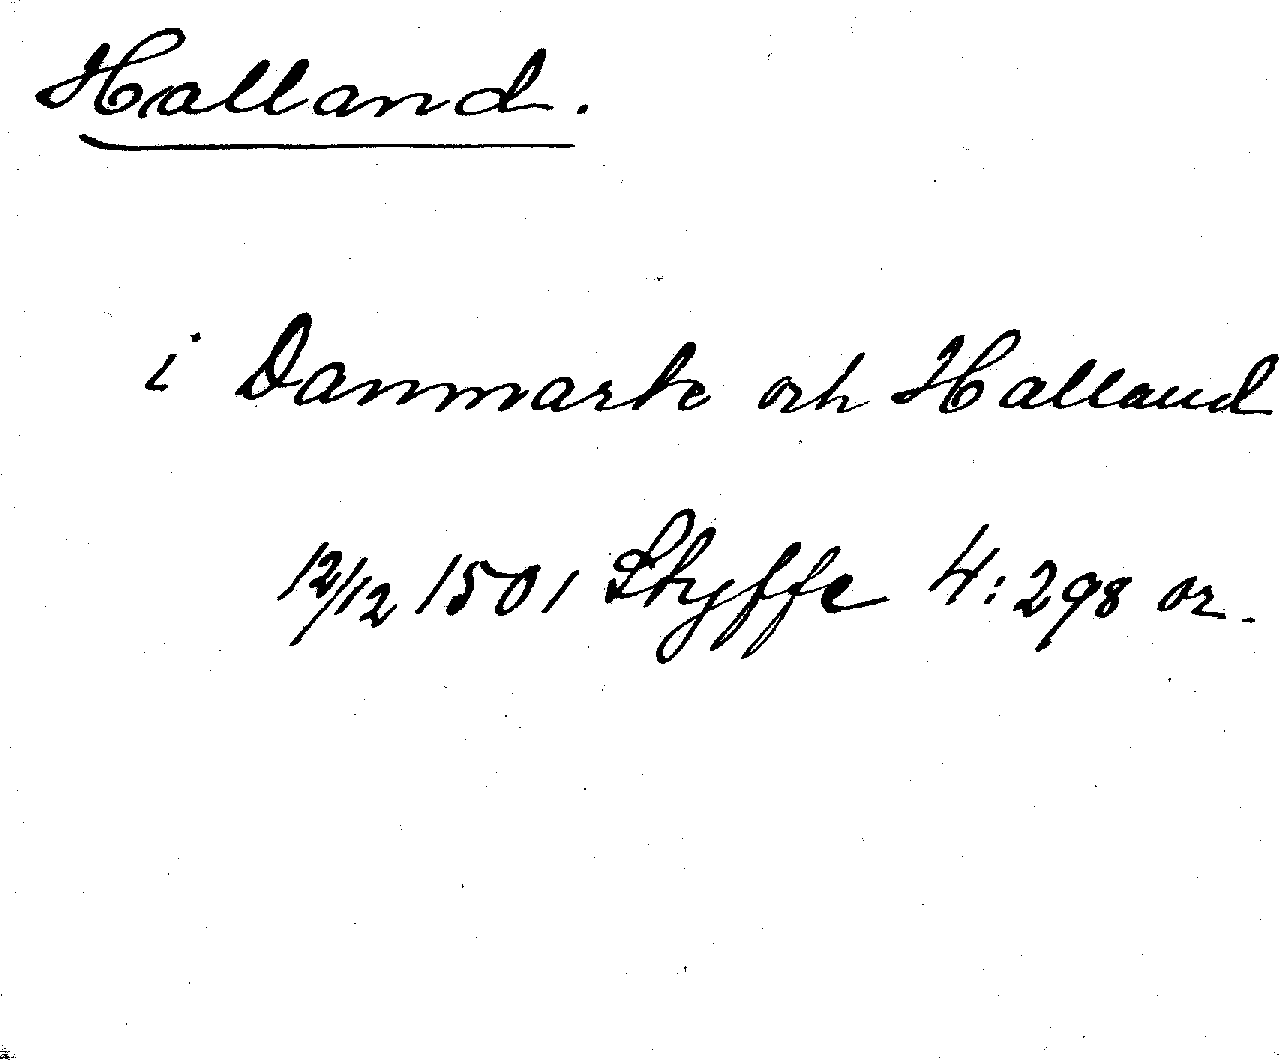 Halland.
i Danmark och Halland
12/12 1501 Styffe 4:298 or.